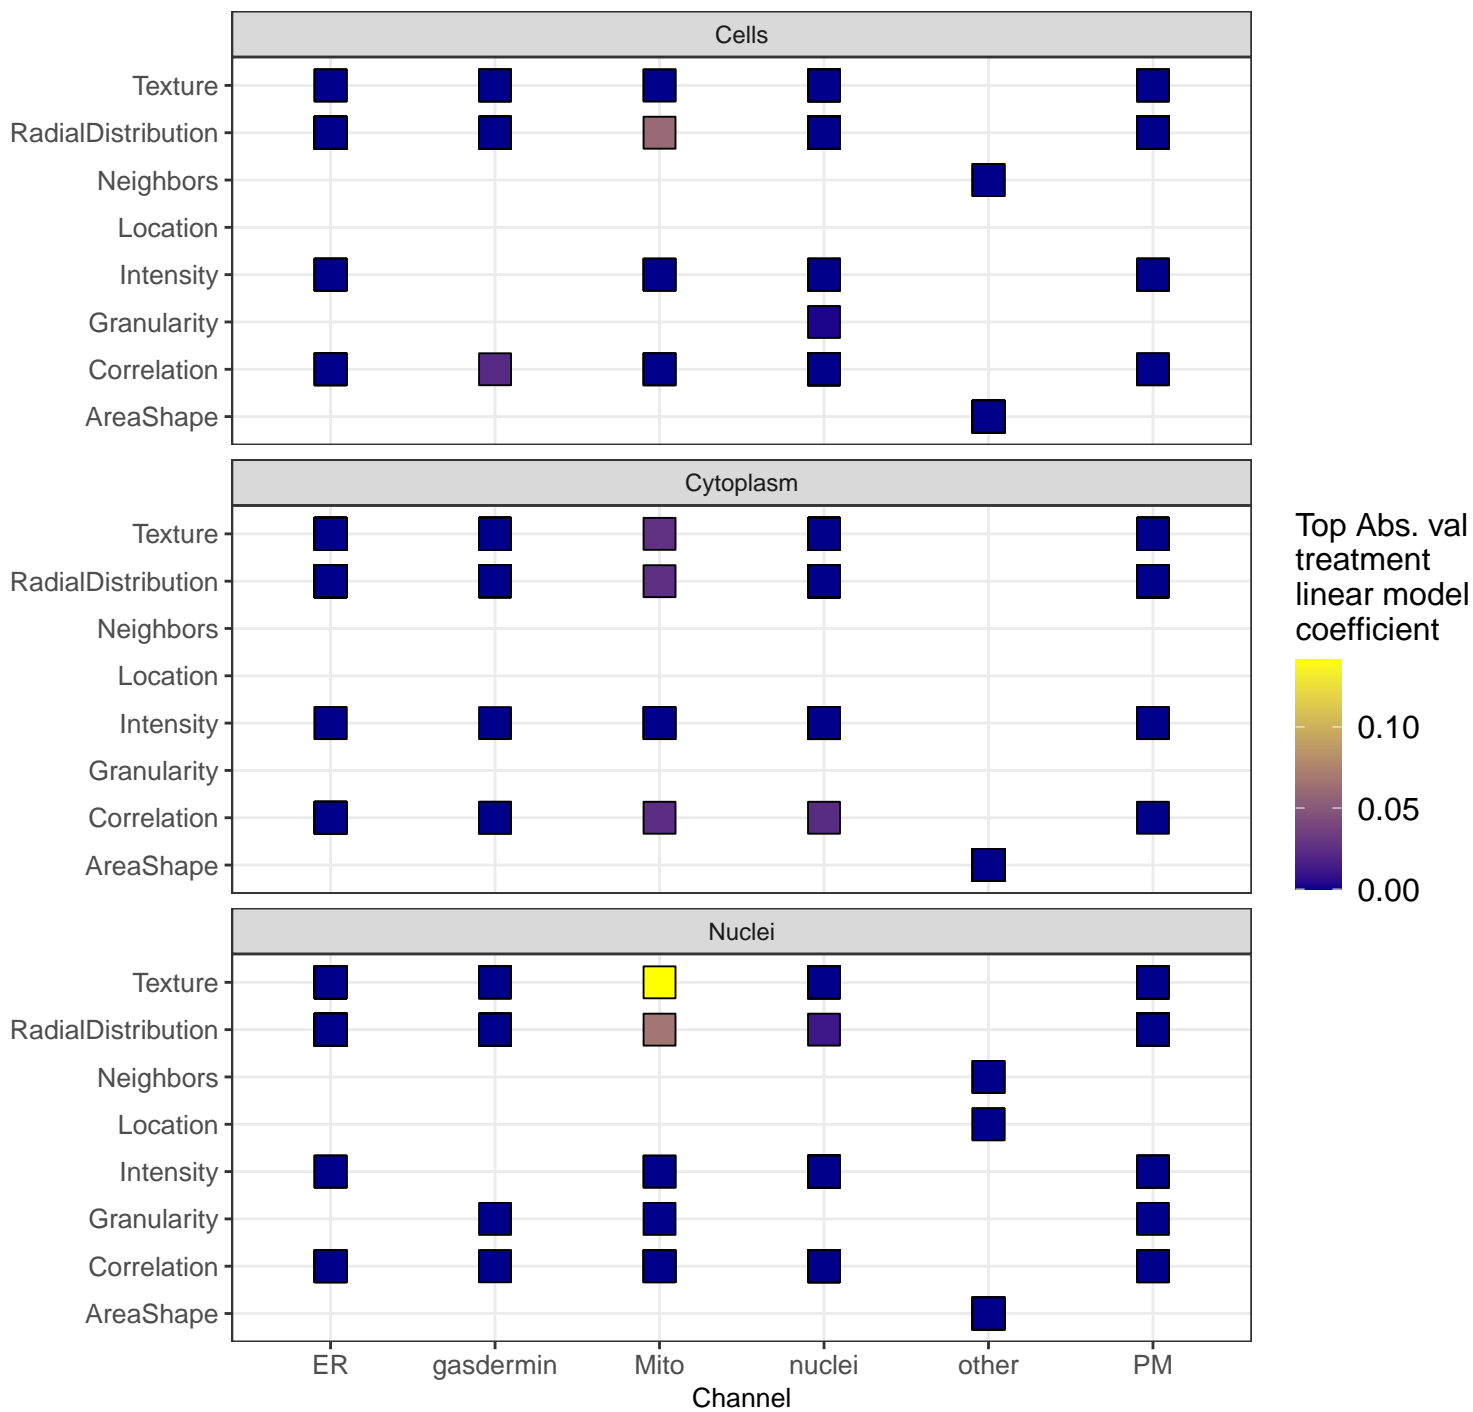 Cells
Texture
RadialDistribution
Neighbors
Location
Intensity
Granularity
Correlation
AreaShape
Cytoplasm
Texture
RadialDistribution
Neighbors
Location
Intensity
Granularity
Correlation
AreaShape
Nuclei
Texture
RadialDistribution
Neighbors
Location
Intensity
Granularity
Correlation
AreaShape
ER gasdermin Mito nuclei other PM
Channel
Top Abs. val
treatment
linear model
coefficient
0.10
0.05
0.00